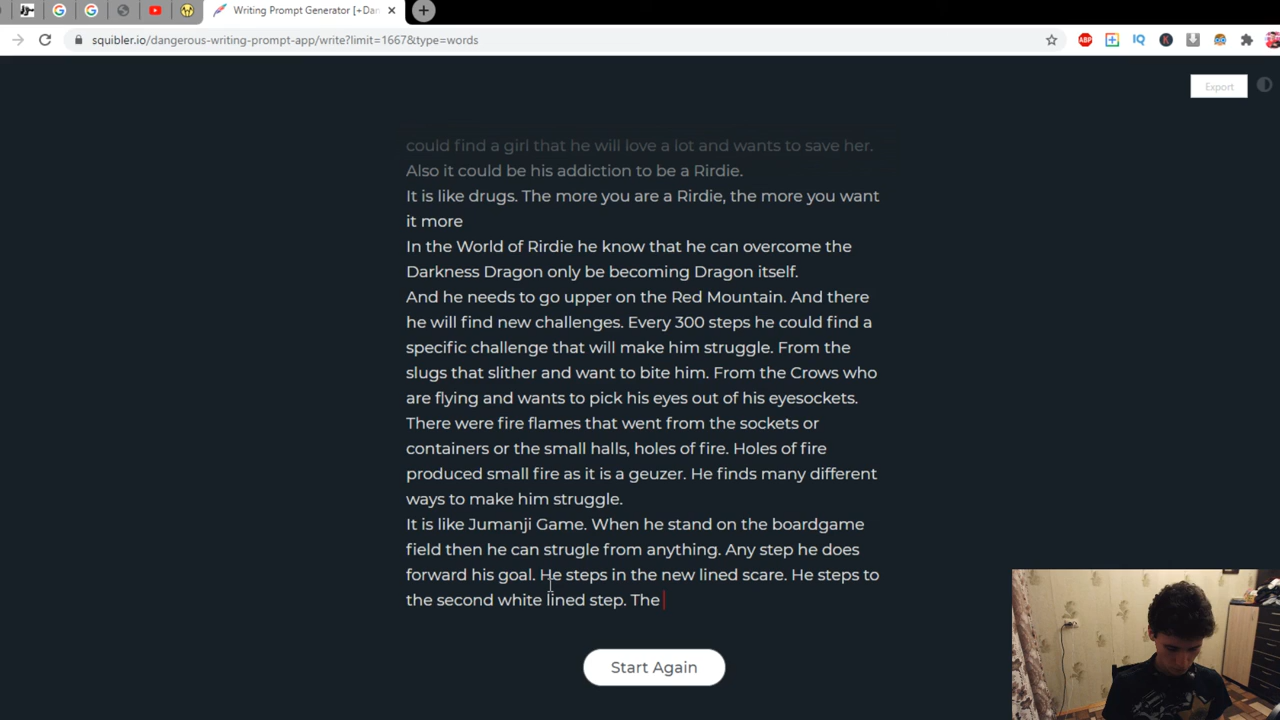 Writing Prompt Generator [+Dan
squibler.io/dangerous-writing-prompt-app/write?limit=1667&type=words
ABP
IQ
K
Export
could find a girl that he will love a lot and wants to save her.
Also it could be his addiction to be a Rirdie.
It is like drugs. The more you are a Rirdie, the more you want
it more
In the World of Rirdie he know that he can overcome the
Darkness Dragon only be becoming Dragon itself.
And he needs to go upper on the Red Mountain. And there
he will find new challenges. Every 300 steps he could find a
specific challenge that will make him struggle. From the
slugs that slither and want to bite him. From the Crows who
are flying and wants to pick his eyes out of his eyesockets.
There were fire flames that went from the sockets or
containers or the small halls, holes of fire. Holes of fire
produced small fire as it is a geuzer. He finds many different
ways to make him struggle.
It is like Jumanji Game. When he stand on the boardgame
field then he can strugle from anything. Any step he does
forward his goal. He steps in the new lined scare. He steps to
the second white lined step. The
Start Again